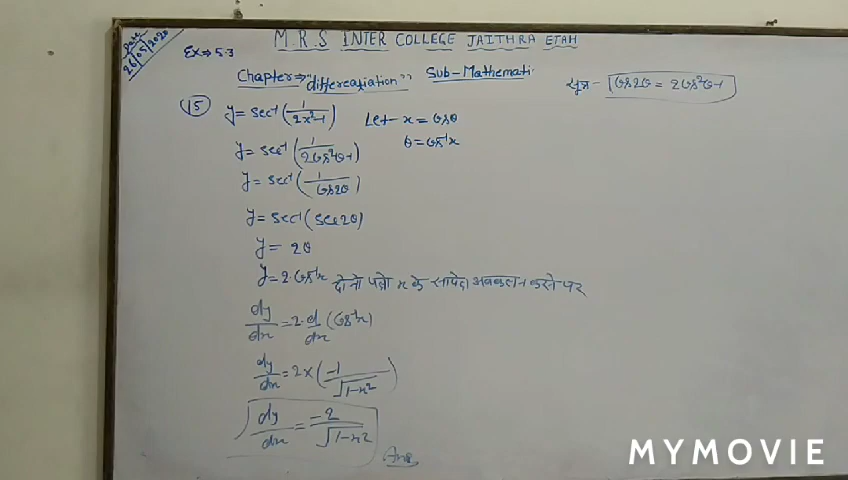 Date
26/05/2020
M.R.S INTER COLLEGE JAITHRA ETAH
EX⇒5.3
Chapter⇒"differeatiation" Sub-Mathemati
सूत्र- cos2θ = 2cos²θ-1
15 y = sec⁻¹(1/2x²-1) Let x = cosθ
y = sec⁻¹(1/2cos²θ-1) θ = cos⁻¹x
y = sec⁻¹(1/cos2θ)
y = sec⁻¹(sec2θ)
y = 2θ
y = 2.cos⁻¹x दोनो पक्षो x के सापेक्ष अवकलन करने पर
dy/dx = 2.d/dx(cos⁻¹x)
dy/dx = 2×(-1/√1-x²)
dy/dx = -2/√1-x²
Ans
MYMOVIE